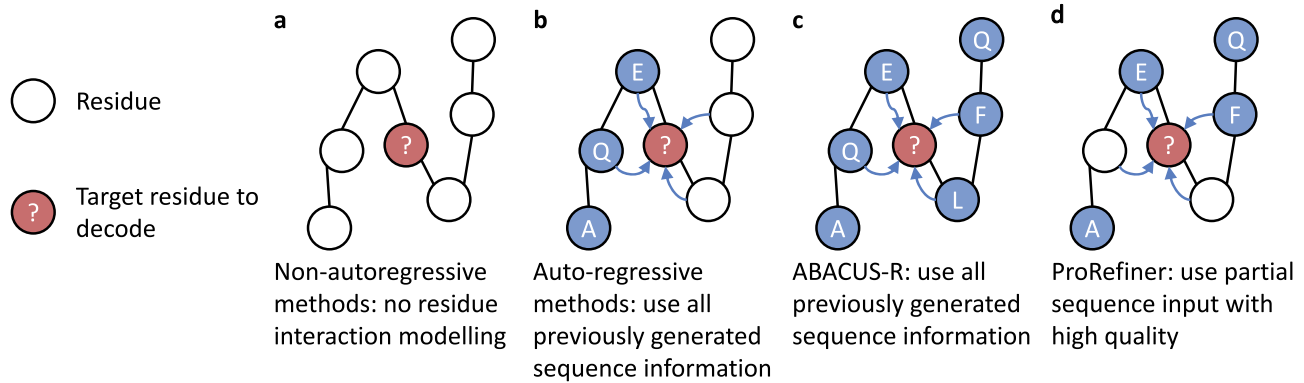 Residue
?
Target residue to
decode
a
?
Non-autoregressive
methods: no residue
interaction modelling
b
E
Q
?
A
Auto-regressive
methods: use all
previously generated
sequence information
c
Q
E
F
Q
?
L
A
ABACUS-R: use all
previously generated
sequence information
d
Q
E
F
?
A
ProRefiner: use partial
sequence input with
high quality